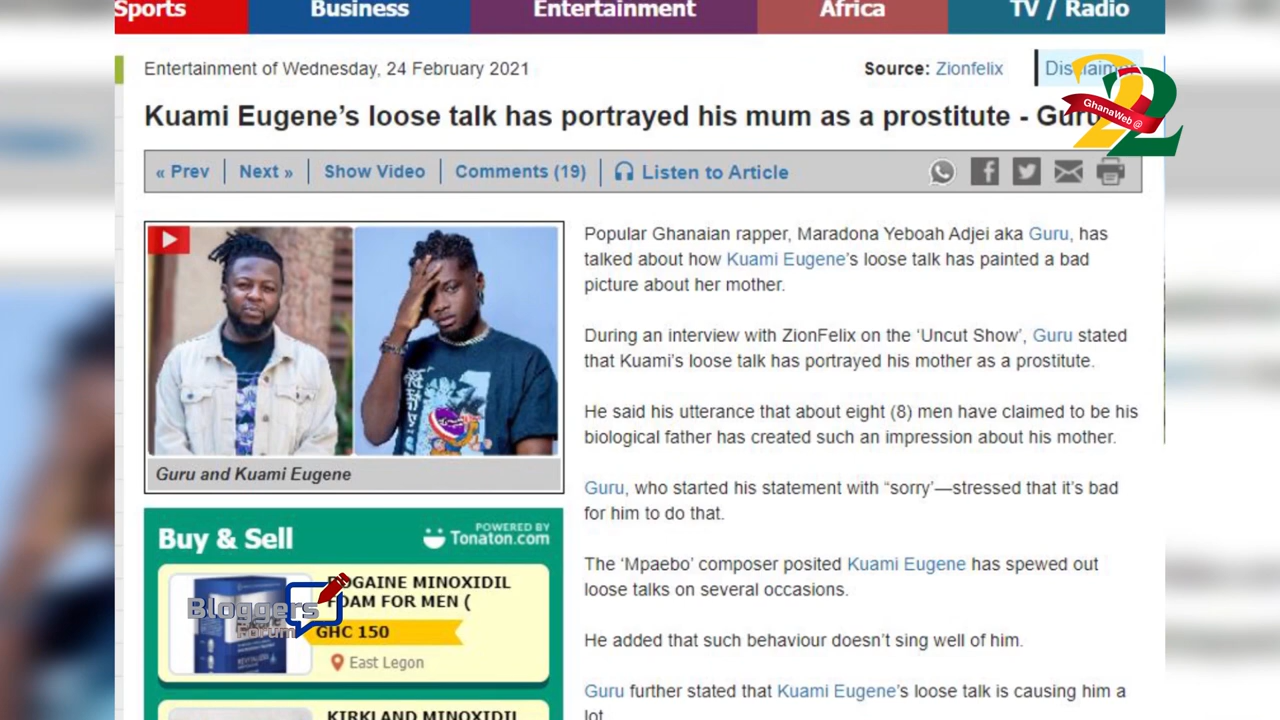 Sports Business Entertainment Africa TV / Radio
Entertainment of Wednesday, 24 February 2021
Source: Zionfelix
Disclaimer
GhanaWeb @
22
Kuami Eugene’s loose talk has portrayed his mum as a prostitute - Guru
« Prev Next » Show Video Comments (19) Listen to Article
Guru and Kuami Eugene
Popular Ghanaian rapper, Maradona Yeboah Adjei aka Guru, has
talked about how Kuami Eugene’s loose talk has painted a bad
picture about her mother.
During an interview with ZionFelix on the ‘Uncut Show’, Guru stated
that Kuami’s loose talk has portrayed his mother as a prostitute.
He said his utterance that about eight (8) men have claimed to be his
biological father has created such an impression about his mother.
Guru, who started his statement with “sorry’—stressed that it’s bad
for him to do that.
The ‘Mpaebo’ composer posited Kuami Eugene has spewed out
loose talks on several occasions.
He added that such behaviour doesn’t sing well of him.
Guru further stated that Kuami Eugene’s loose talk is causing him a
lot
Buy & Sell
POWERED BY
Tonaton.com
ROGAINE MINOXIDIL
FOAM FOR MEN (
GHC 150
East Legon
Bloggers
Forum
KIRKLAND MINOXIDIL